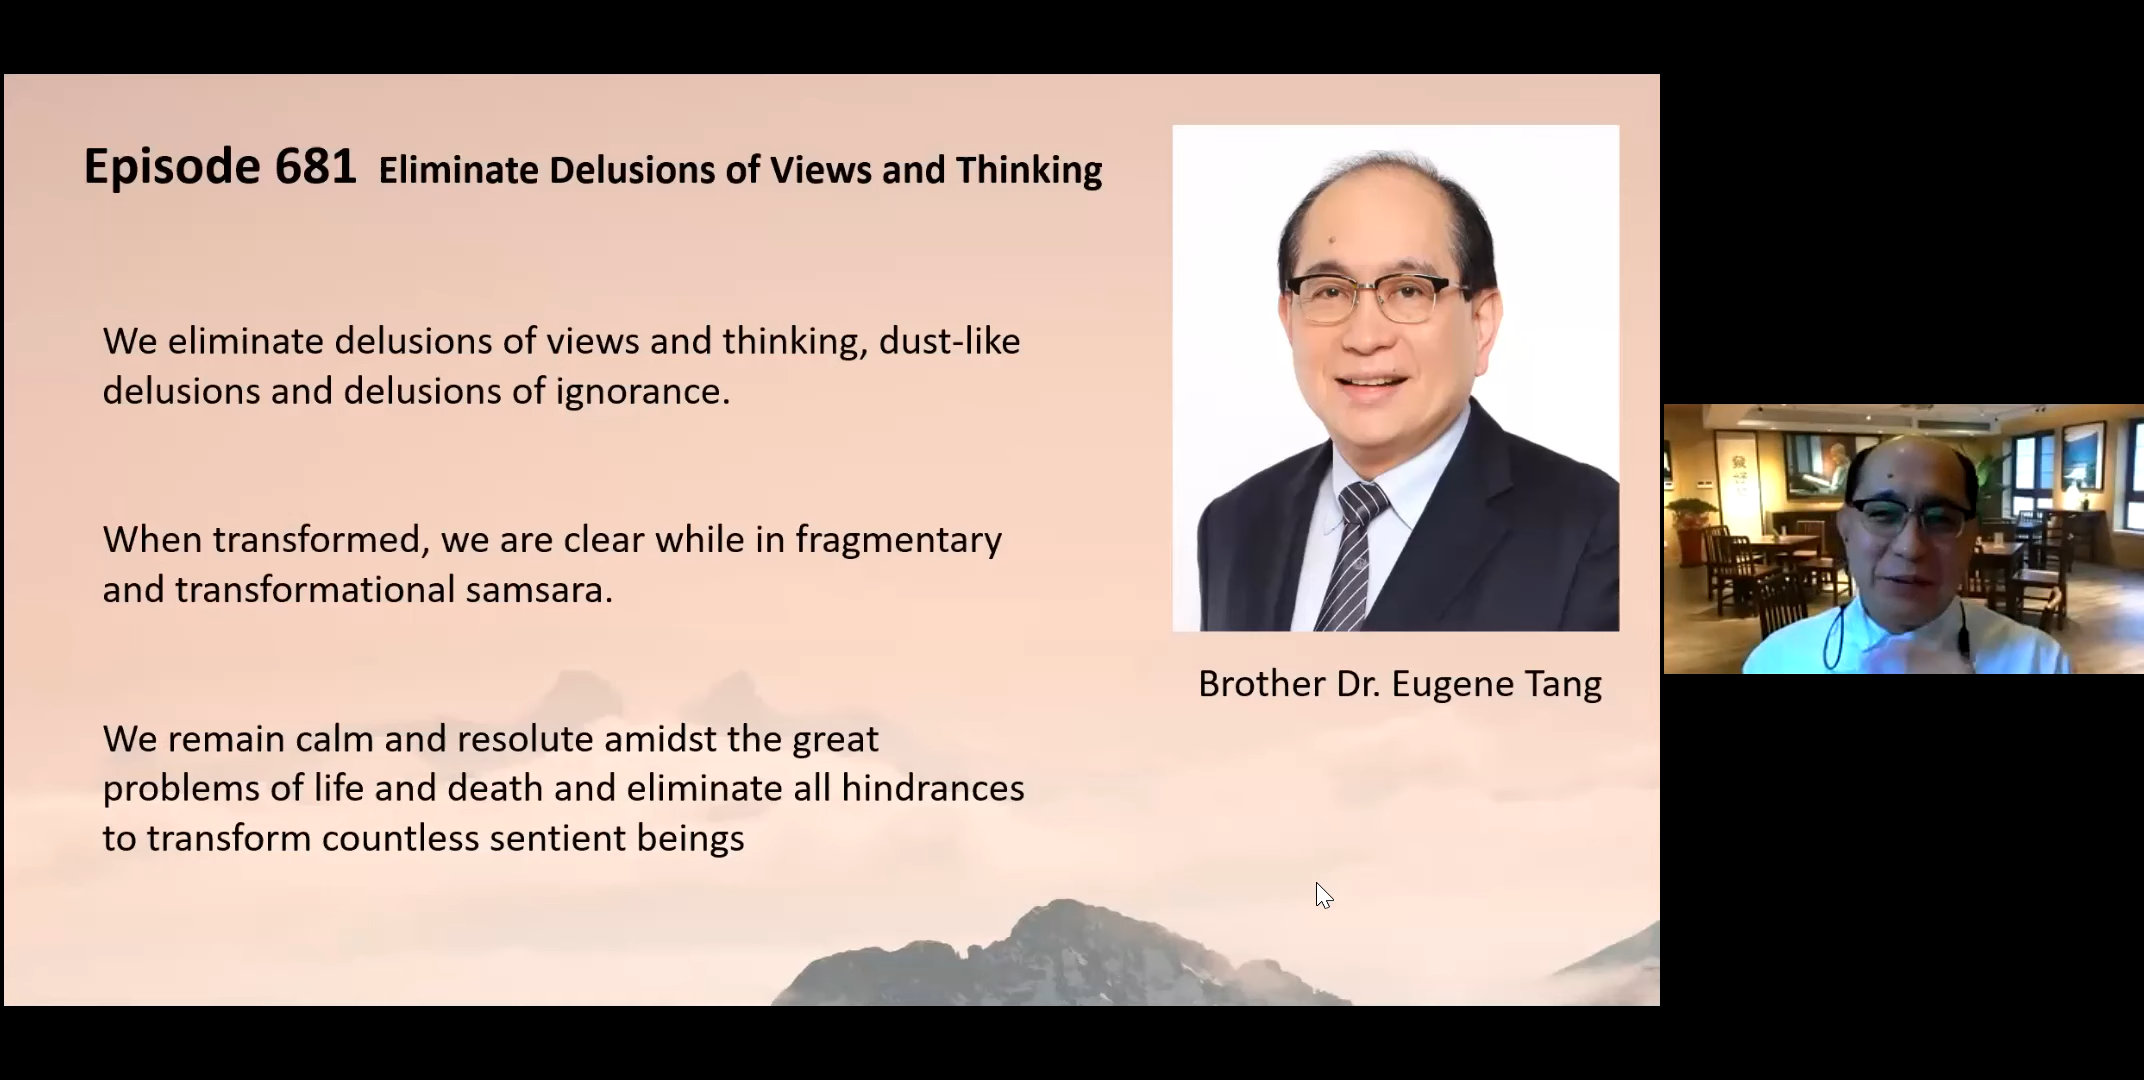 Episode 681 Eliminate Delusions of Views and Thinking
We eliminate delusions of views and thinking, dust-like
delusions and delusions of ignorance.
When transformed, we are clear while in fragmentary
and transformational samsara.
We remain calm and resolute amidst the great
problems of life and death and eliminate all hindrances
to transform countless sentient beings
Brother Dr. Eugene Tang